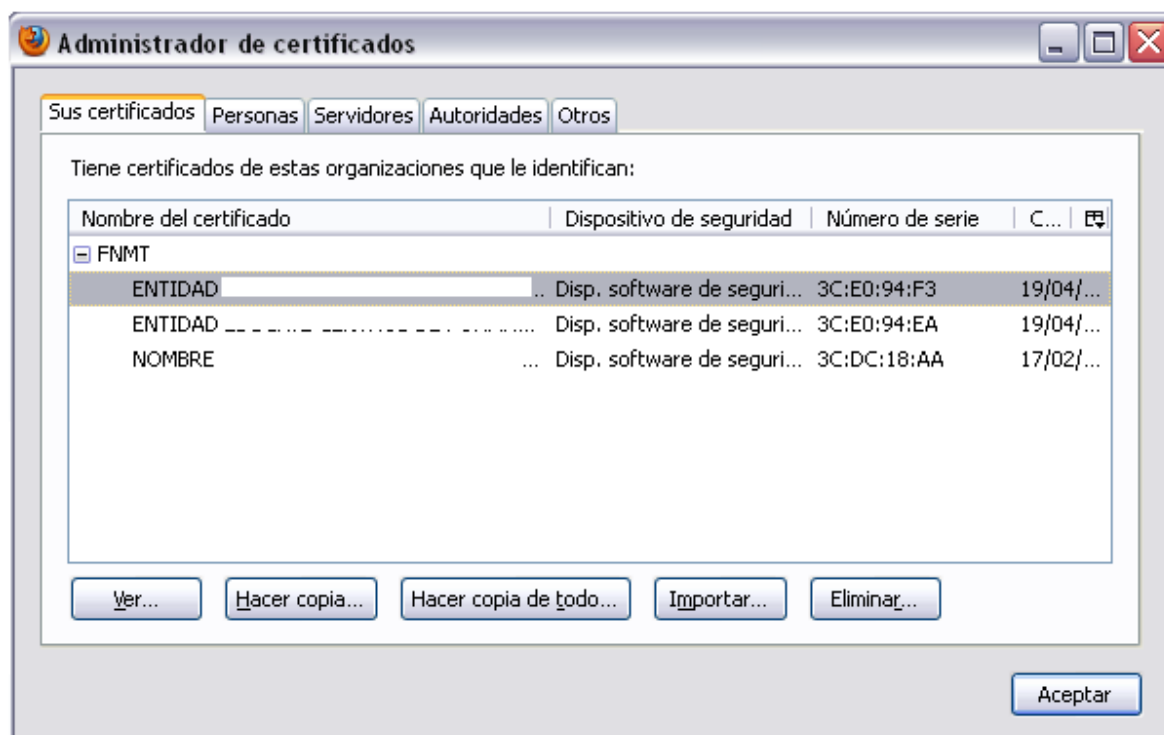 Administrador de certificados
Sus certificados Personas Servidores Autoridades Otros
Tiene certificados de estas organizaciones que le identifican:
Nombre del certificado Dispositivo de seguridad Número de serie C...
FNMT
ENTIDAD .. Disp. software de seguri... 3C:E0:94:F3 19/04/...
ENTIDAD ... Disp. software de seguri... 3C:E0:94:EA 19/04/...
NOMBRE ... Disp. software de seguri... 3C:DC:18:AA 17/02/...
Ver... Hacer copia... Hacer copia de todo... Importar... Eliminar...
Aceptar